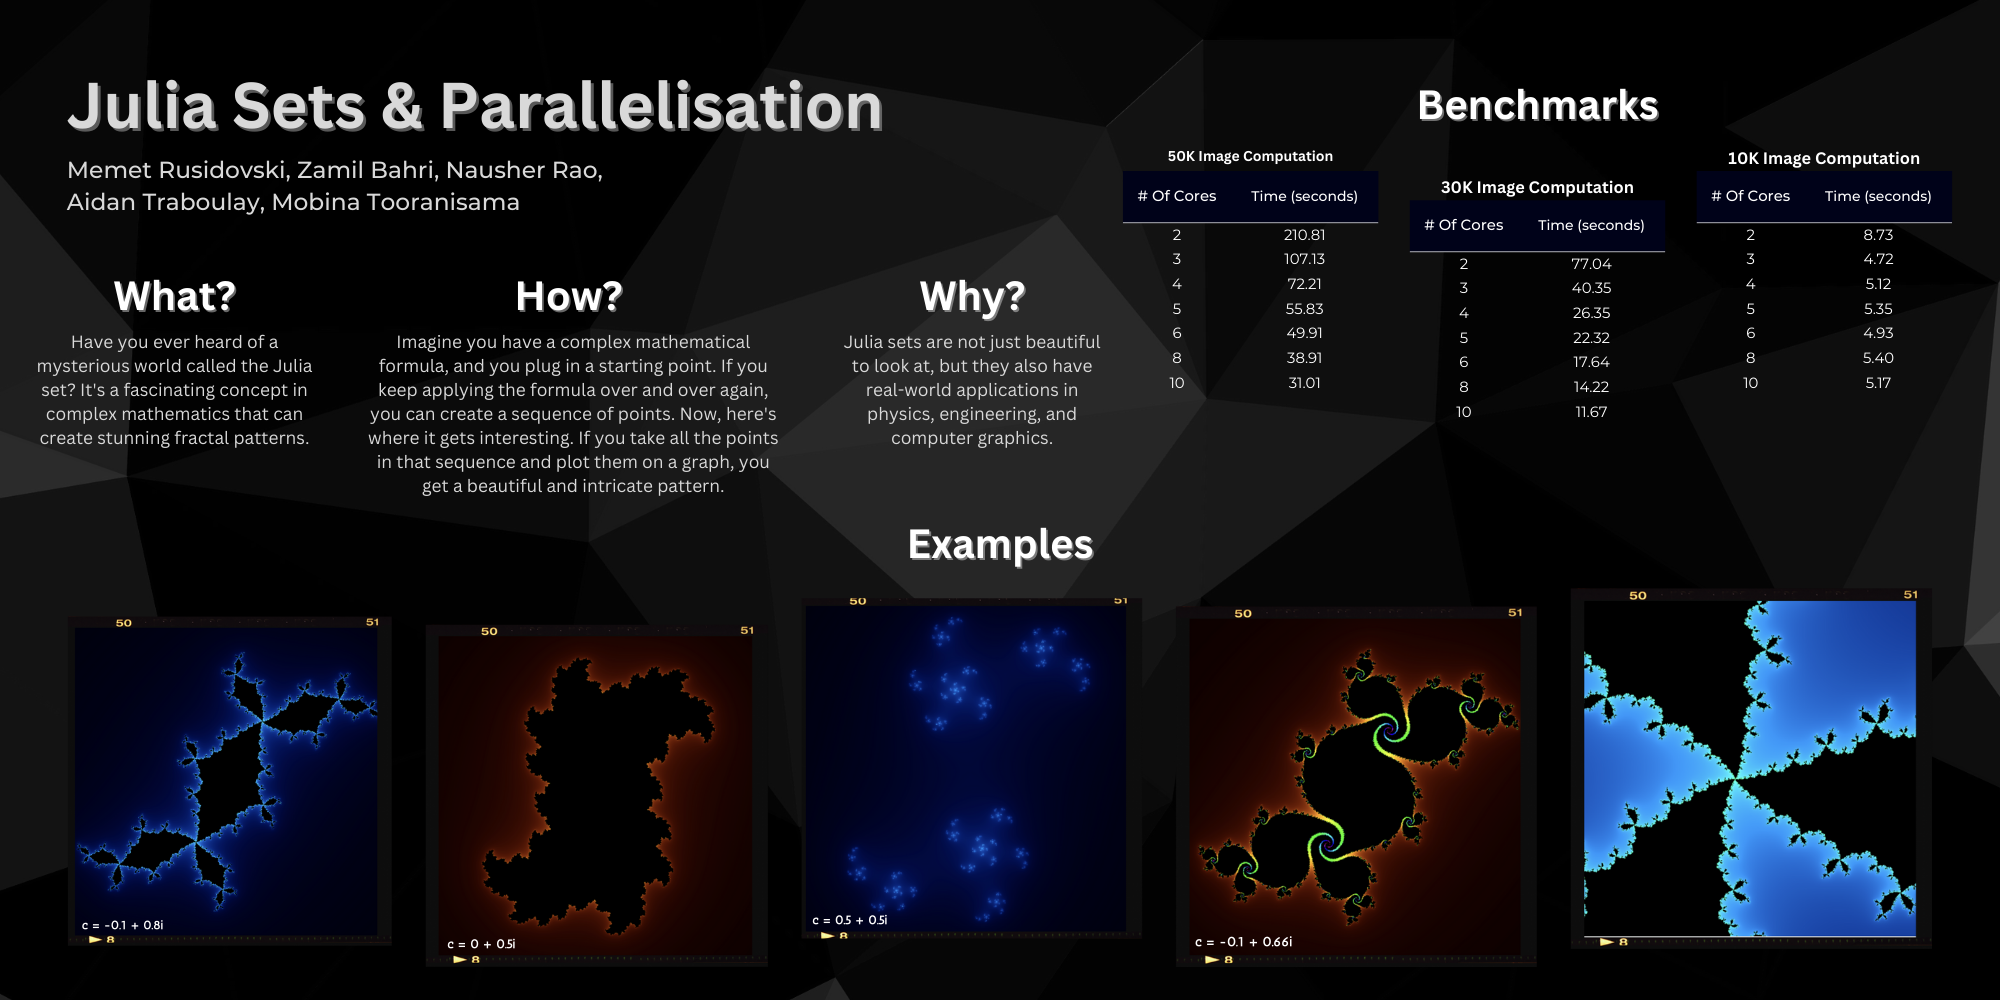 Julia Sets & Parallelisation
Memet Rusidovski, Zamil Bahri, Nausher Rao,
Aidan Traboulay, Mobina Tooranisama
What?
Have you ever heard of a
mysterious world called the Julia
set? It's a fascinating concept in
complex mathematics that can
create stunning fractal patterns.
How?
Imagine you have a complex mathematical
formula, and you plug in a starting point. If you
keep applying the formula over and over again,
you can create a sequence of points. Now, here's
where it gets interesting. If you take all the points
in that sequence and plot them on a graph, you
get a beautiful and intricate pattern.
Why?
Julia sets are not just beautiful
to look at, but they also have
real-world applications in
physics, engineering, and
computer graphics.
Benchmarks
50K Image Computation
# Of Cores Time (seconds)
2 210.81
3 107.13
4 72.21
5 55.83
6 49.91
8 38.91
10 31.01
30K Image Computation
# Of Cores Time (seconds)
2 77.04
3 40.35
4 26.35
5 22.32
6 17.64
8 14.22
10 11.67
10K Image Computation
# Of Cores Time (seconds)
2 8.73
3 4.72
4 5.12
5 5.35
6 4.93
8 5.40
10 5.17
Examples
50 51
c = -0.1 + 0.8i
8
50 51
c = 0 + 0.5i
8
50 51
c = 0.5 + 0.5i
8
50 51
c = -0.1 + 0.66i
8
50 51
8